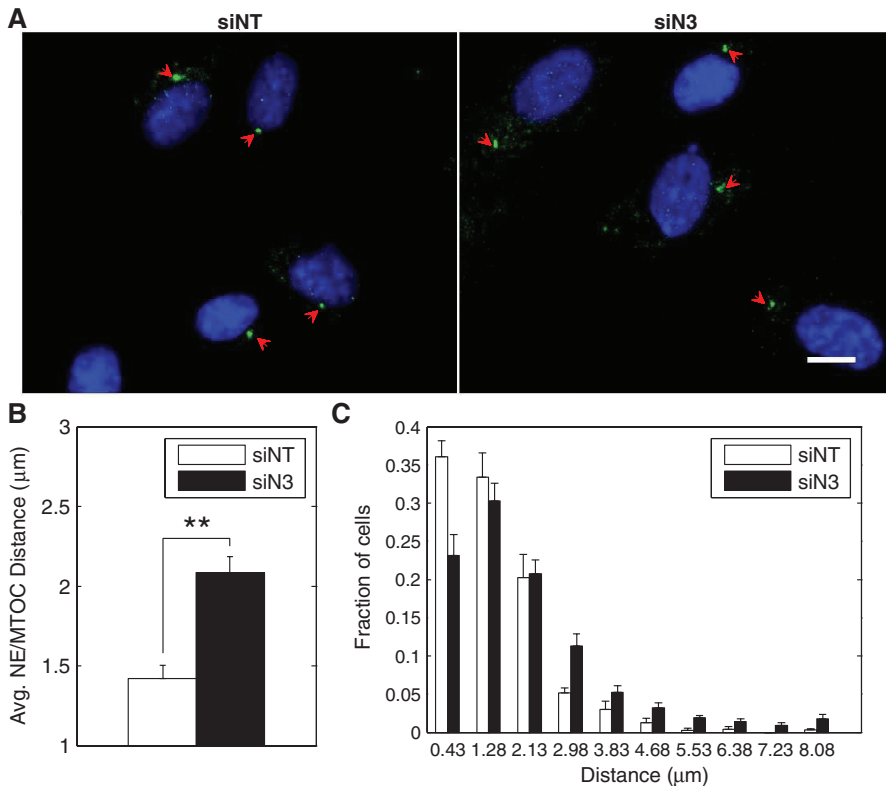 A
siNT
siN3
B
Avg. NE/MTOC Distance (μm)
3
2.5
2
1.5
1
siNT
siN3
**
C
Fraction of cells
0.4
0.35
0.3
0.25
0.2
0.15
0.1
0.05
0
siNT
siN3
0.43 1.28 2.13 2.98 3.83 4.68 5.53 6.38 7.23 8.08
Distance (μm)